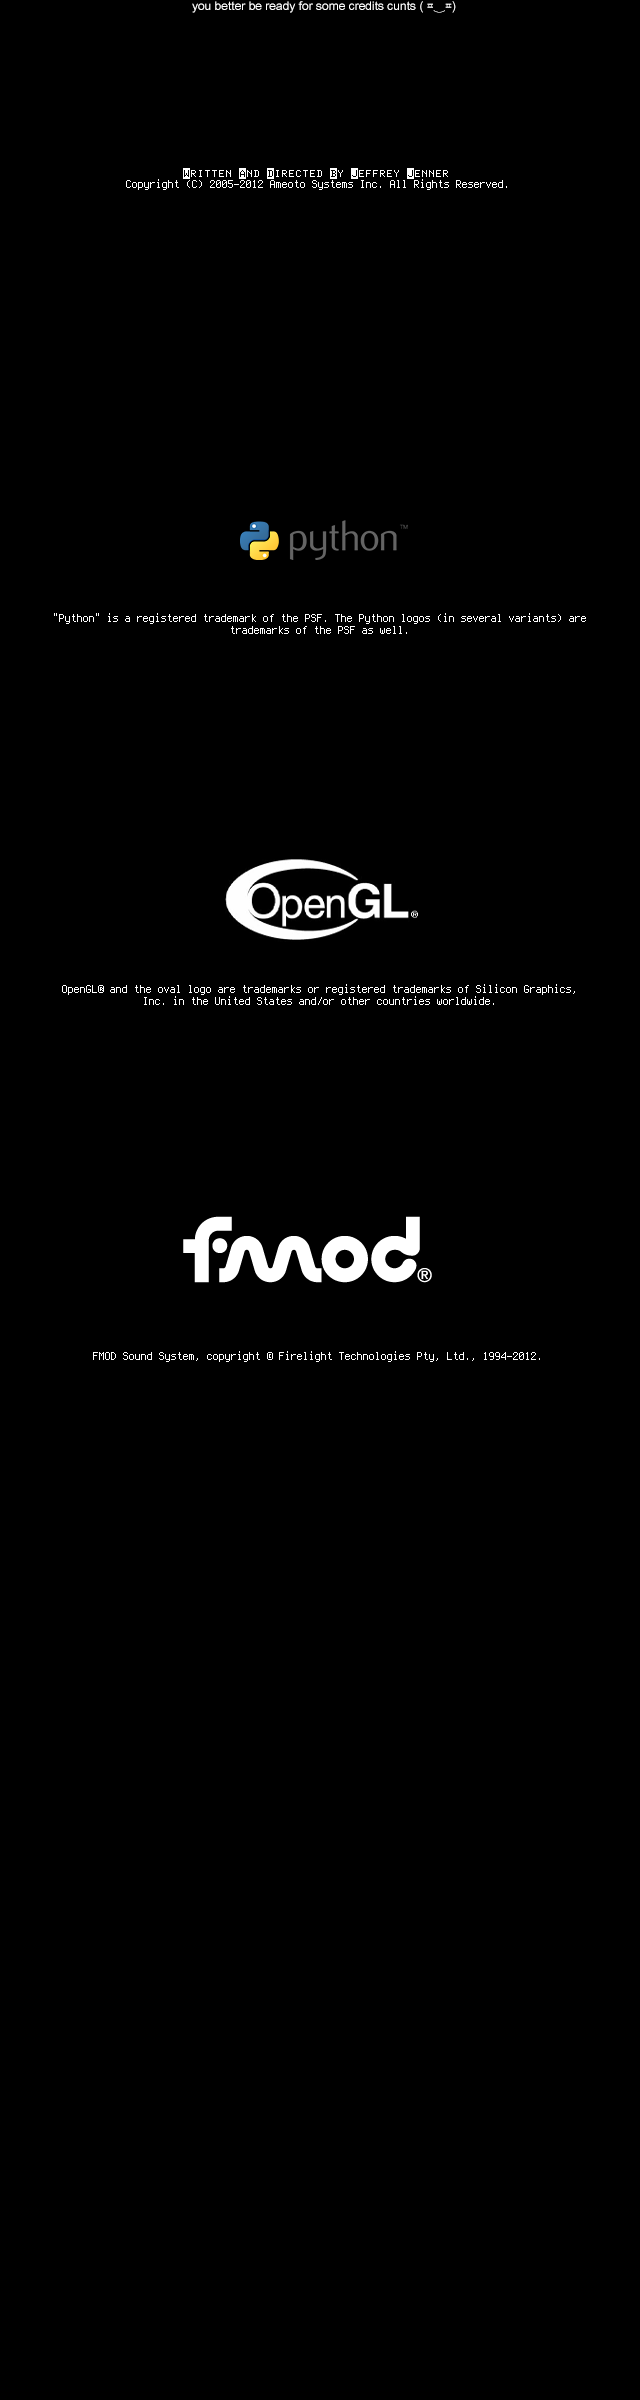 you better be ready for some credits cunts ( ¤‿¤)
WRITTEN AND DIRECTED BY JEFFREY JENNER
Copyright (C) 2005-2012 Ameoto Systems Inc. All Rights Reserved.
python™
"Python" is a registered trademark of the PSF. The Python logos (in several variants) are
trademarks of the PSF as well.
OpenGL®
OpenGL® and the oval logo are trademarks or registered trademarks of Silicon Graphics,
Inc. in the United States and/or other countries worldwide.
fmod®
FMOD Sound System, copyright © Firelight Technologies Pty, Ltd., 1994-2012.